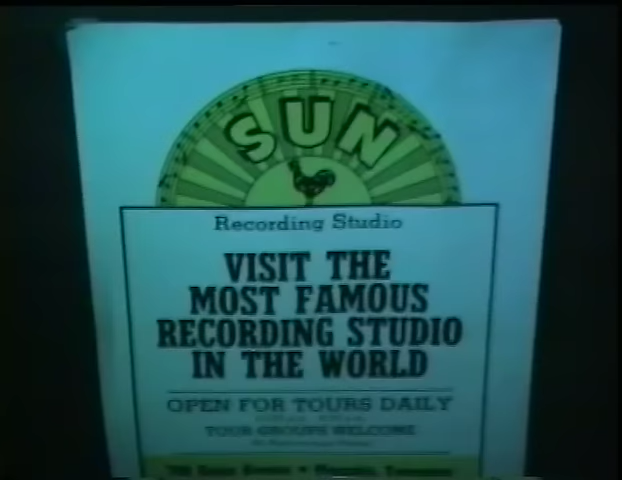 SUN
Recording Studio
VISIT THE
MOST FAMOUS
RECORDING STUDIO
IN THE WORLD
OPEN FOR TOURS DAILY
TOUR GROUPS WELCOME